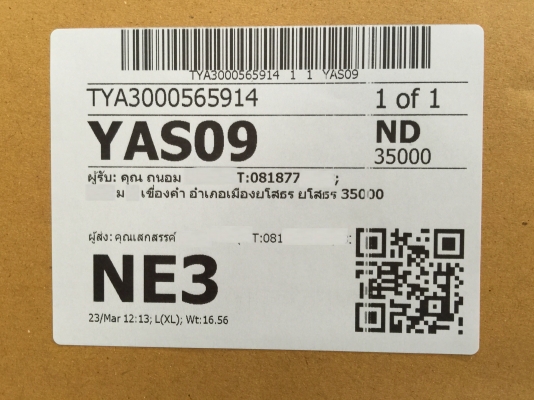 TYA3000565914 1 1 YAS09
TYA3000565914 1 of 1
YAS09 ND
35000
ผู้รับ: คุณ ถนอม T:081877 ;
ม เขื่องคำ อำเภอเมืองยโสธร ยโสธร 35000
ผู้ส่ง: คุณเสกสรรค์ T:081 ;
NE3
23/Mar 12:13; L(XL); Wt:16.56